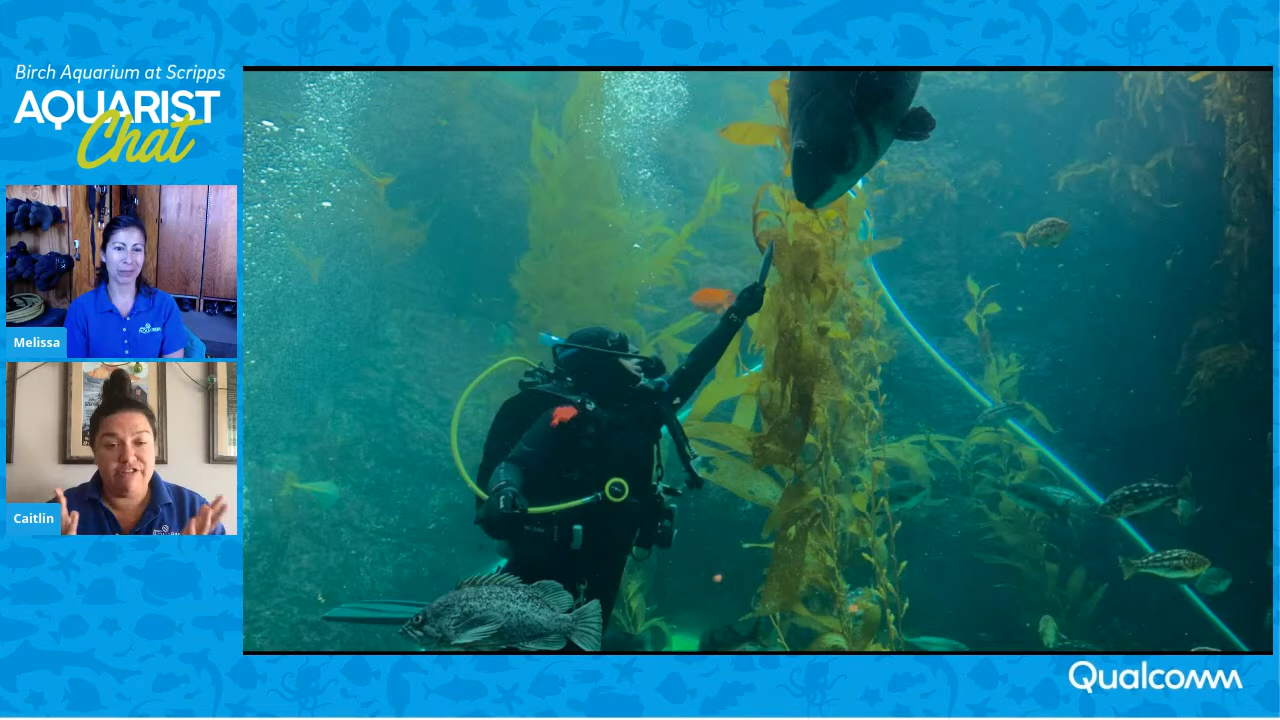 Birch Aquarium at Scripps
AQUARIST
Chat
Melissa
Caitlin
Qualcomm